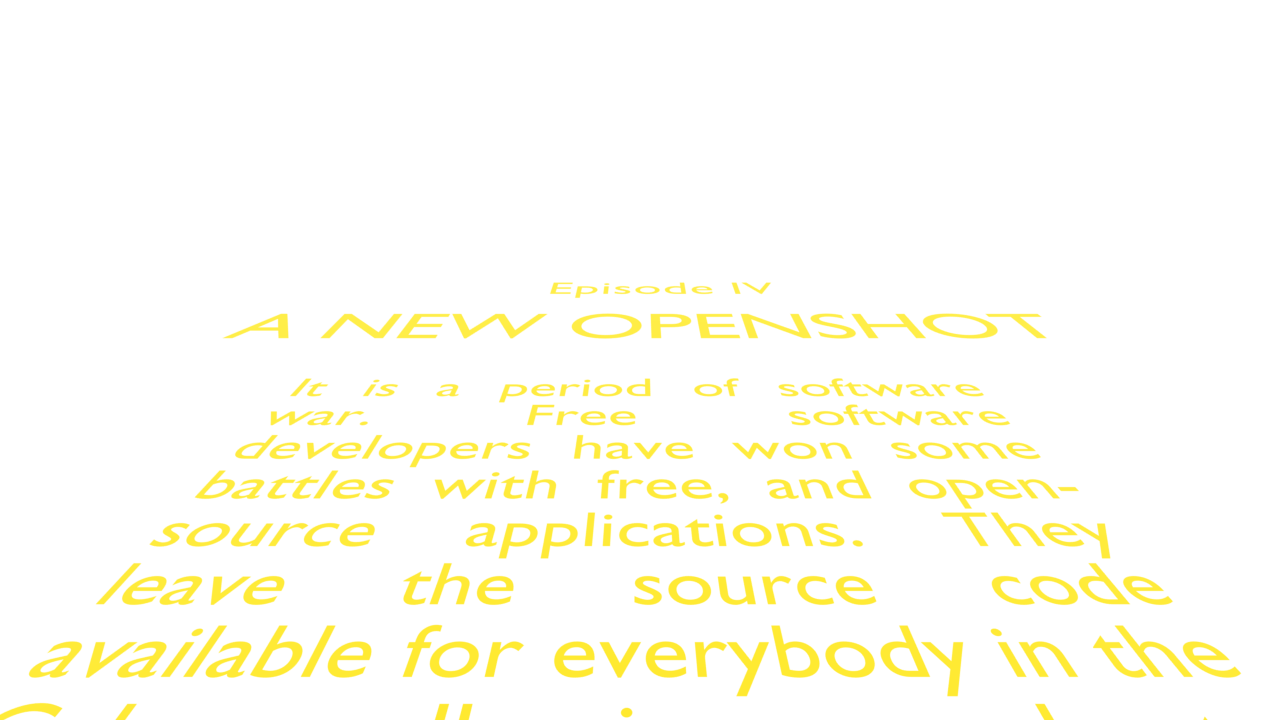 Episode IV
A NEW OPENSHOT
It is a period of software
war. Free software
developers have won some
battles with free, and open-
source applications. They
leave the source code
available for everybody in the